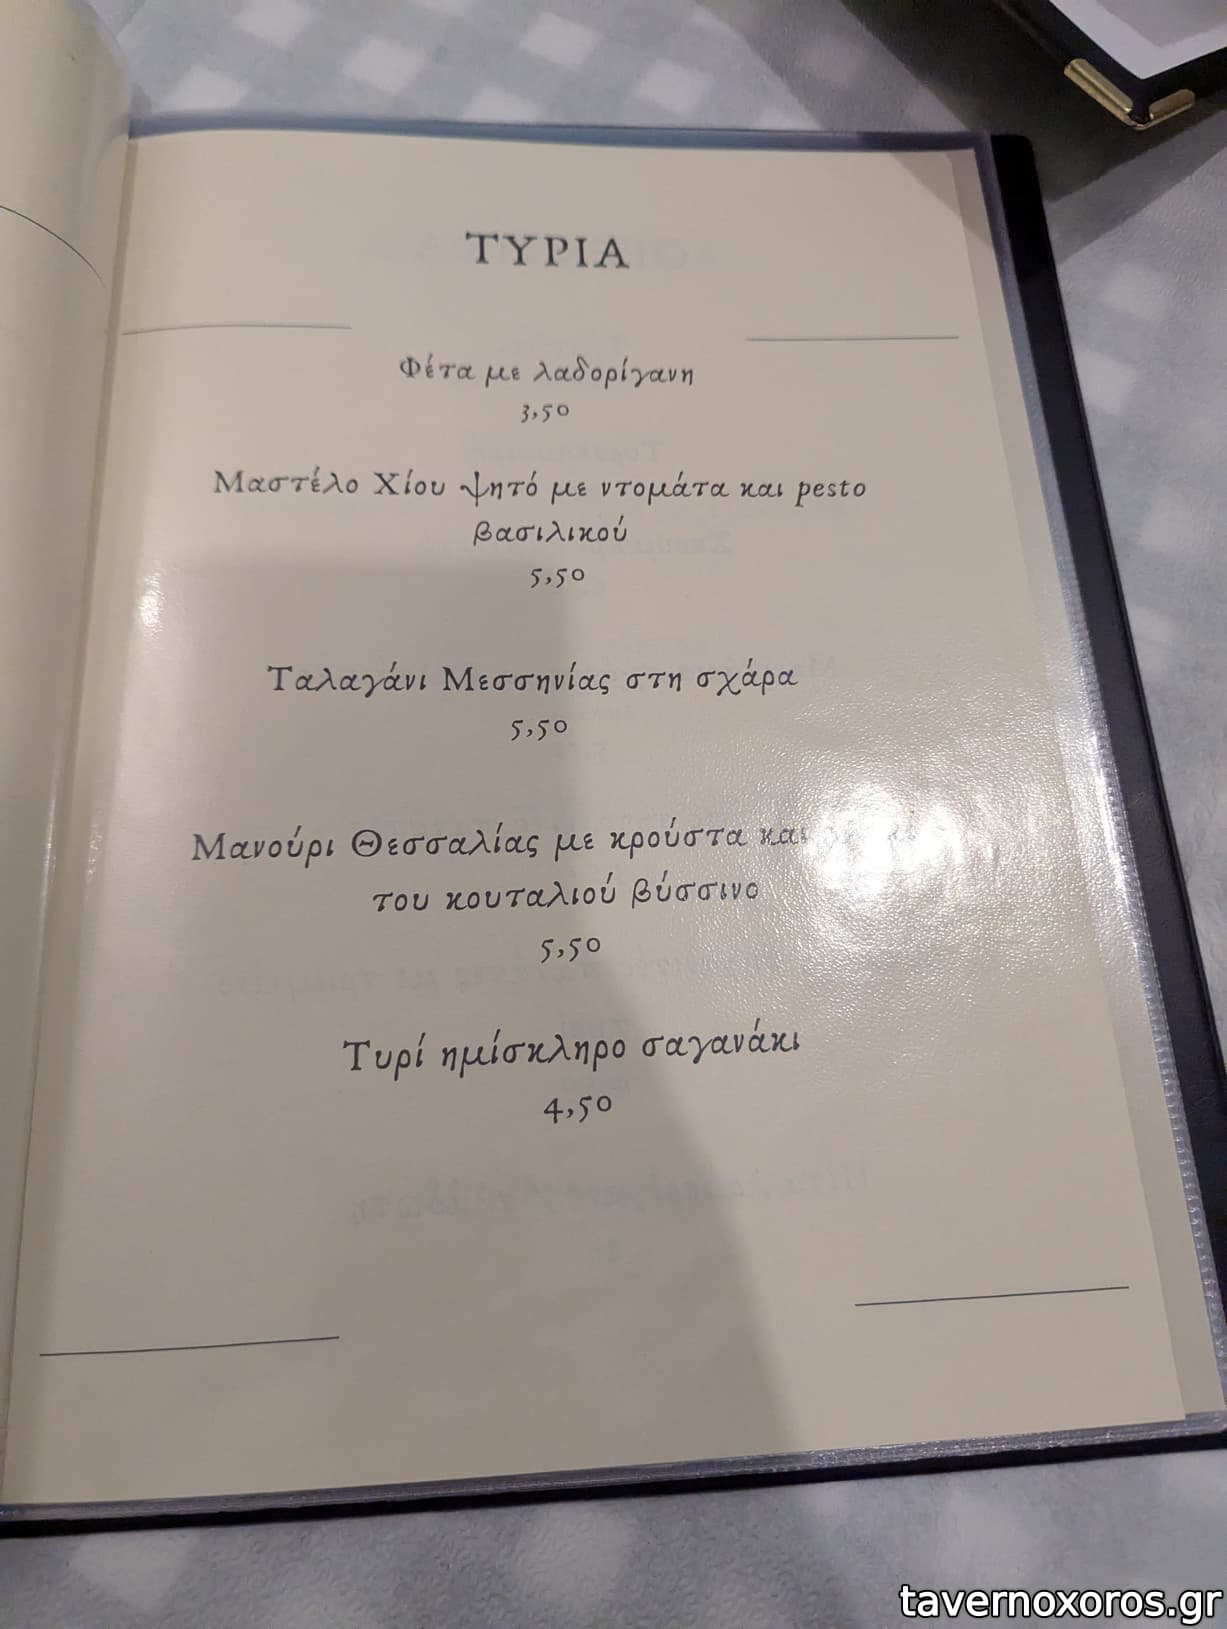 ΤΥΡΙΑ
Φέτα με λαδορίγανη
3,50
Μαστέλο Χίου ψητό με ντομάτα και pesto
βασιλικού
5,50
Ταλαγάνι Μεσσηνίας στη σχάρα
5,50
Μανούρι Θεσσαλίας με κρούστα και
του κουταλιού βύσσινο
5,50
Τυρί ημίσκληρο σαγανάκι
4,50
tavernoxoros.gr